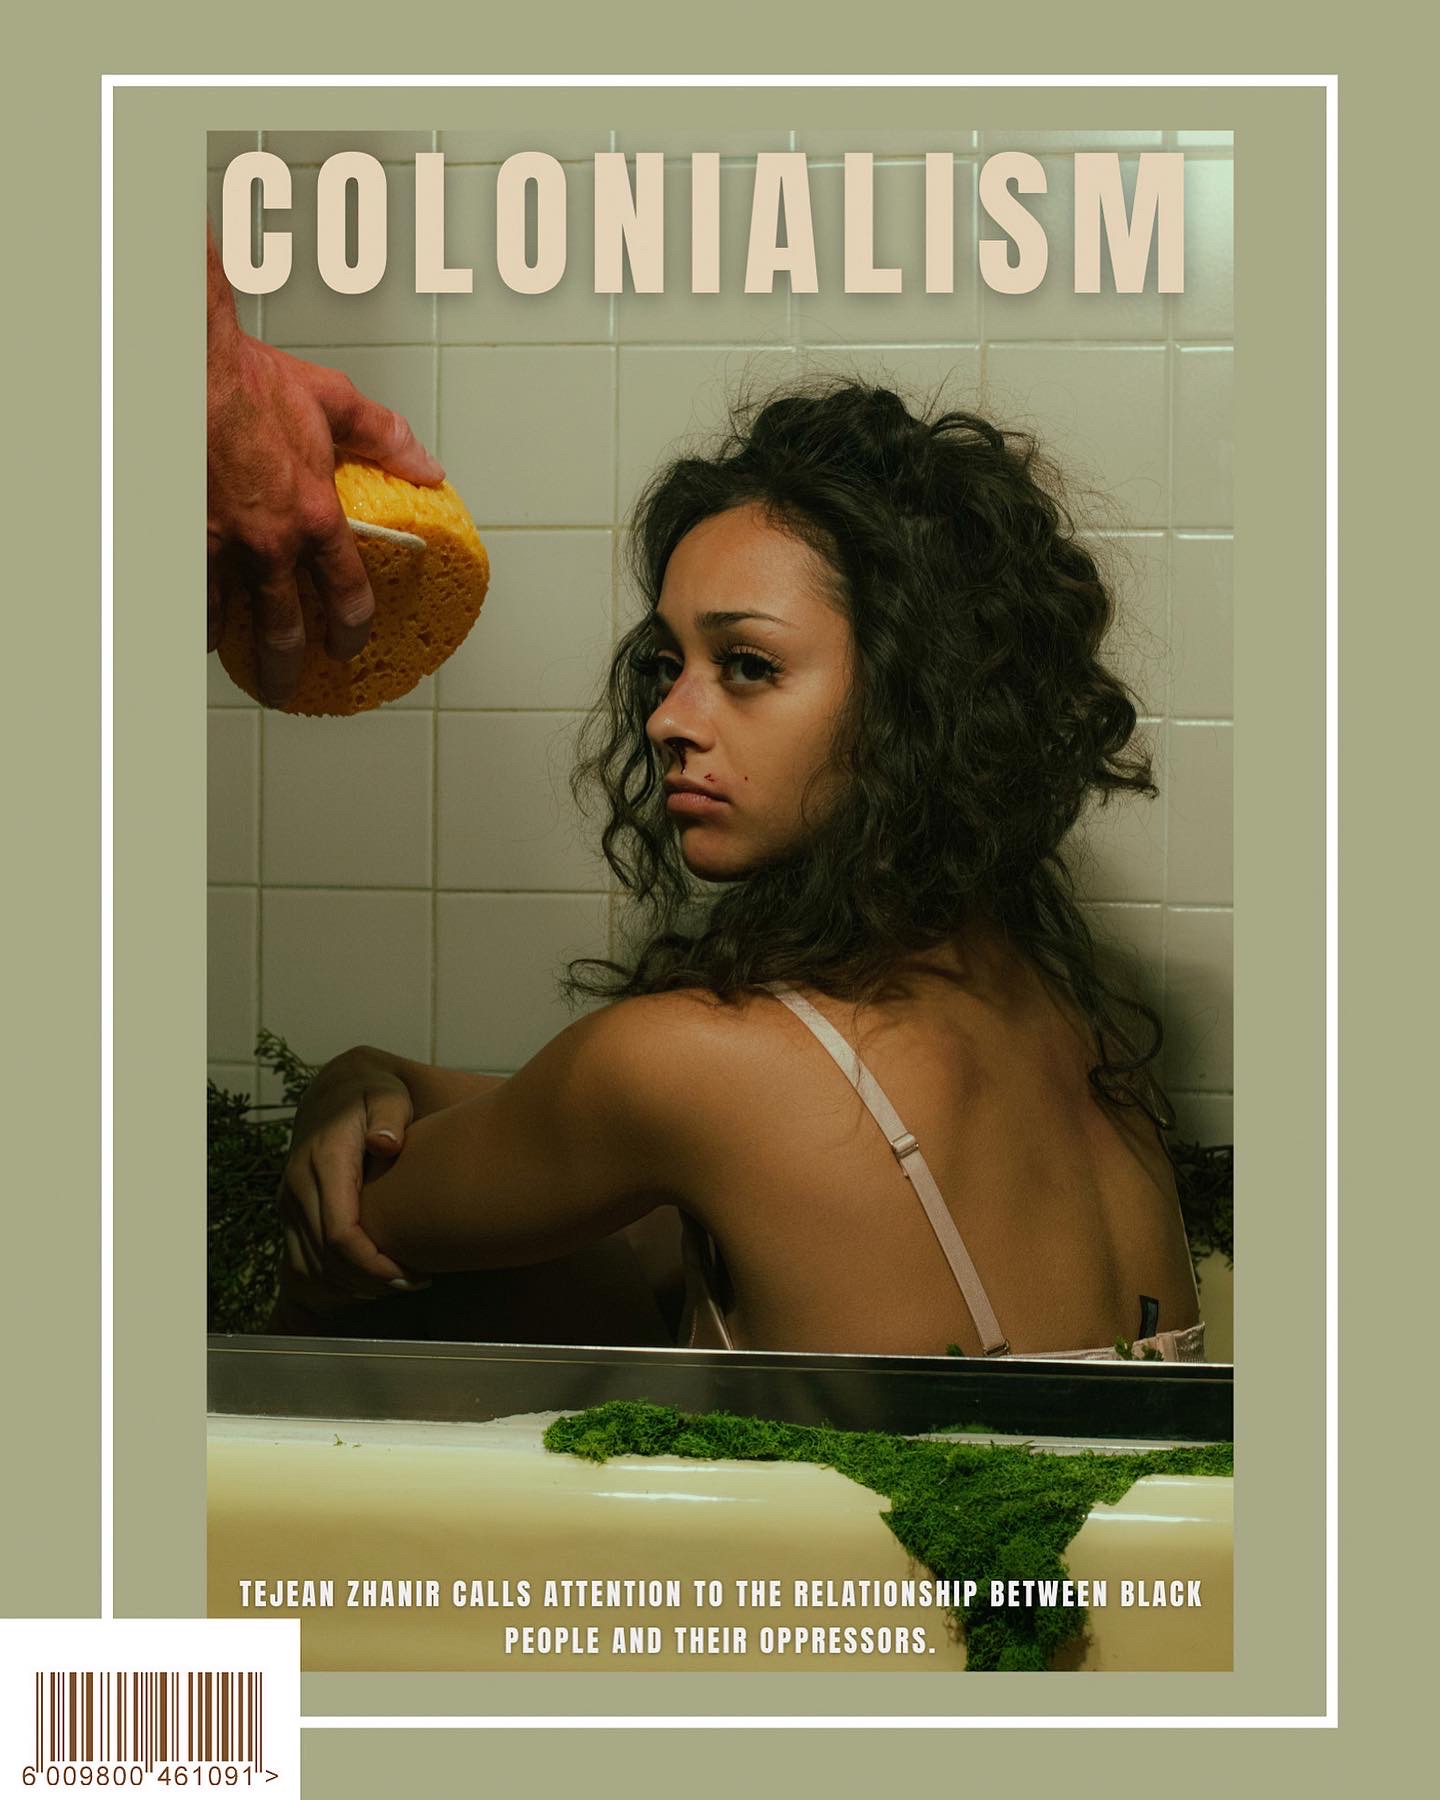 COLONIALISM
TEJEAN ZHANIR CALLS ATTENTION TO THE RELATIONSHIP BETWEEN BLACK
PEOPLE AND THEIR OPPRESSORS.
6 009800 461091 >